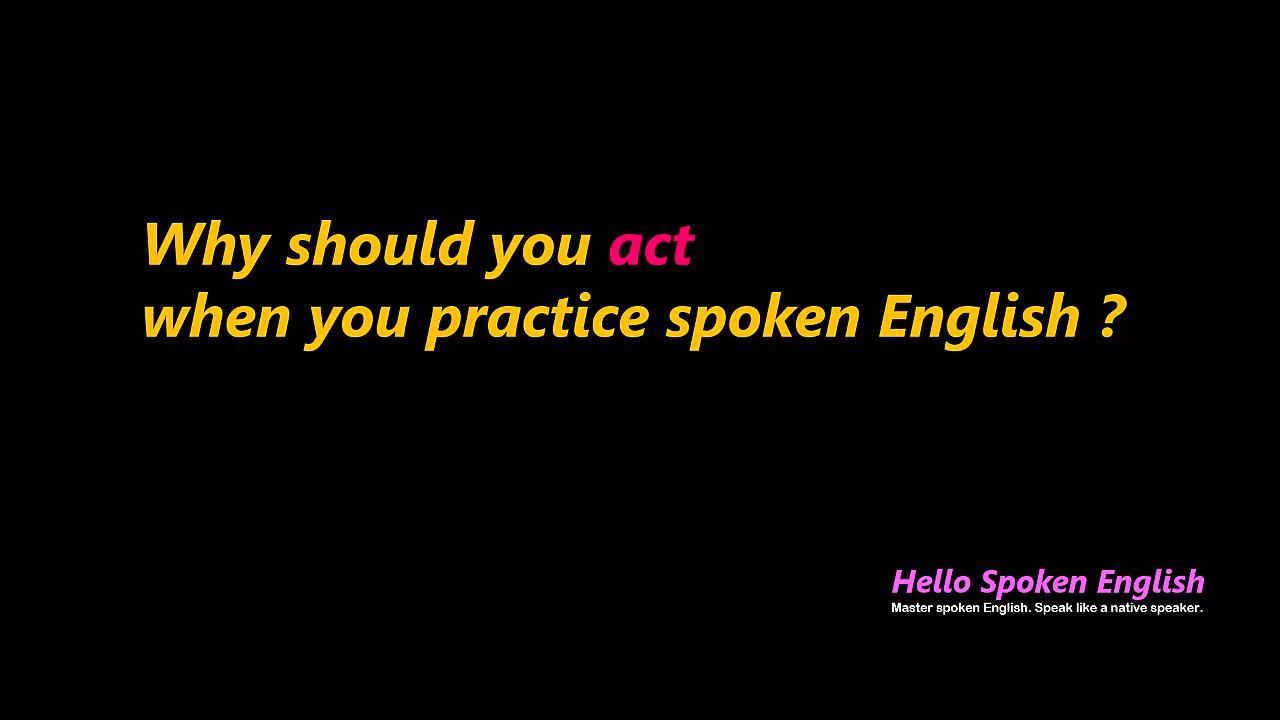 Why should you act
when you practice spoken English ?
Hello Spoken English
Master spoken English. Speak like a native speaker.